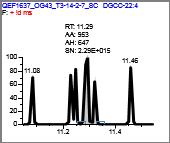 QEF1637_OG43_T3-14-2-7_SC DGCC-22:4
F: + td ms
RT: 11.29
AA: 953
AH: 647
SN: 2.29E+015
100
80
60
40
20
0
11.08
11.46
11.2
11.4